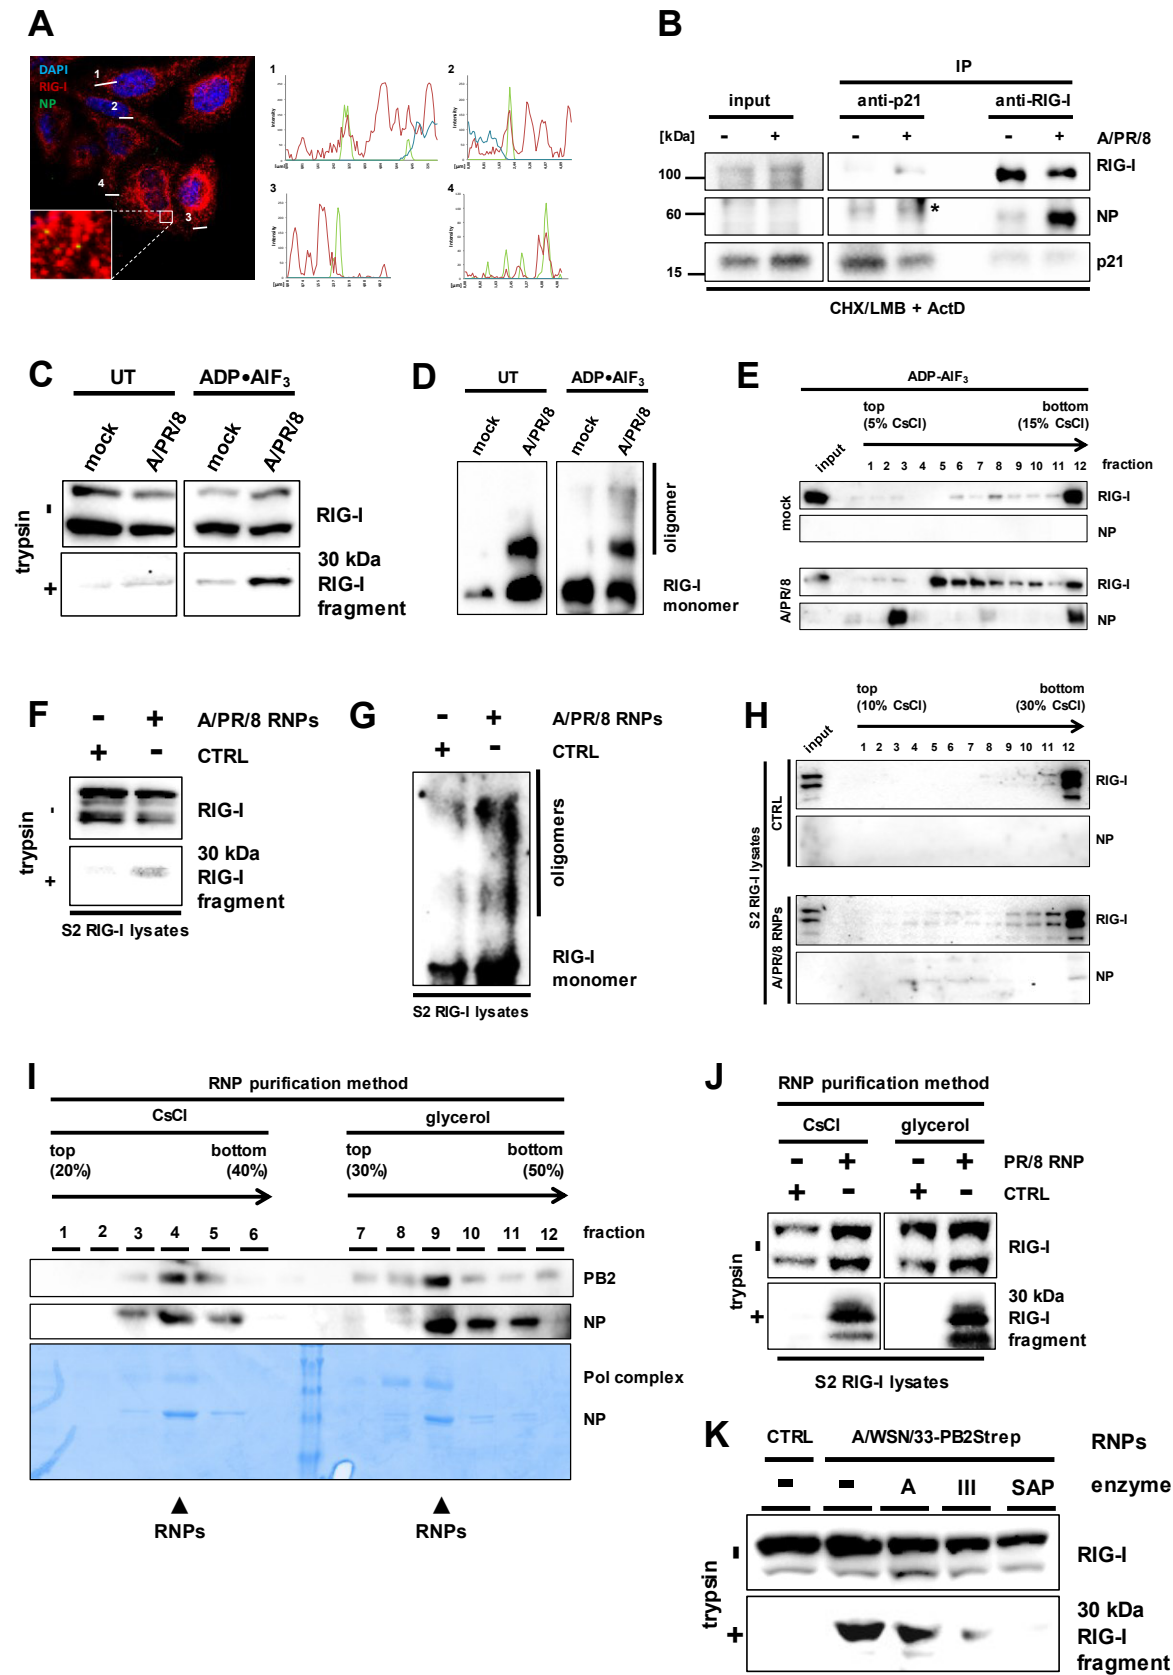 A
DAPI
RIG-I
NP
1
2
3
4
1
2
3
4
Intensity
Intensity
Intensity
Intensity
[µm]
[µm]
[µm]
[µm]
B
IP
input
anti-p21
anti-RIG-I
[kDa]
- + - + - + A/PR/8
100
RIG-I
60
*
NP
15
p21
CHX/LMB + ActD
C
UT
ADP•AlF3
mock
A/PR/8
mock
A/PR/8
trypsin
-
RIG-I
+
30 kDa
RIG-I
fragment
D
UT
ADP•AlF3
mock
A/PR/8
mock
A/PR/8
oligomer
RIG-I
monomer
E
ADP-AlF3
top
(5% CsCl)
bottom
(15% CsCl)
input
1 2 3 4 5 6 7 8 9 10 11 12 fraction
mock
RIG-I
NP
A/PR/8
RIG-I
NP
F
- + A/PR/8 RNPs
+ - CTRL
trypsin
-
RIG-I
+
30 kDa
RIG-I
fragment
S2 RIG-I lysates
G
- + A/PR/8 RNPs
+ - CTRL
oligomers
RIG-I
monomer
S2 RIG-I lysates
H
top
(10% CsCl)
bottom
(30% CsCl)
input
1 2 3 4 5 6 7 8 9 10 11 12
S2 RIG-I lysates
CTRL
RIG-I
NP
A/PR/8 RNPs
RIG-I
NP
I
RNP purification method
CsCl
glycerol
top
(20%)
bottom
(40%)
top
(30%)
bottom
(50%)
1 2 3 4 5 6 7 8 9 10 11 12 fraction
PB2
NP
Pol complex
NP
RNPs
RNPs
J
RNP purification method
CsCl
glycerol
- + - + PR/8 RNP
+ - + - CTRL
trypsin
-
RIG-I
+
30 kDa
RIG-I
fragment
S2 RIG-I lysates
K
CTRL
A/WSN/33-PB2Strep
RNPs
- - A III SAP enzyme
trypsin
-
RIG-I
+
30 kDa
RIG-I
fragment